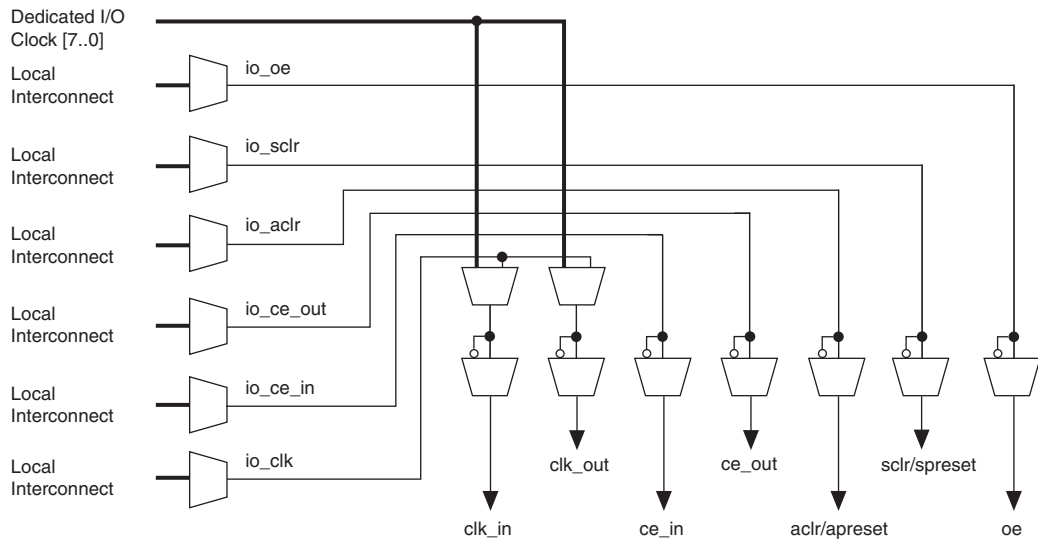 Dedicated I/O
Clock [7..0]
Local
Interconnect
io_oe
Local
Interconnect
io_sclr
Local
Interconnect
io_aclr
Local
Interconnect
io_ce_out
Local
Interconnect
io_ce_in
Local
Interconnect
io_clk
clk_out
ce_out
sclr/spreset
clk_in
ce_in
aclr/apreset
oe